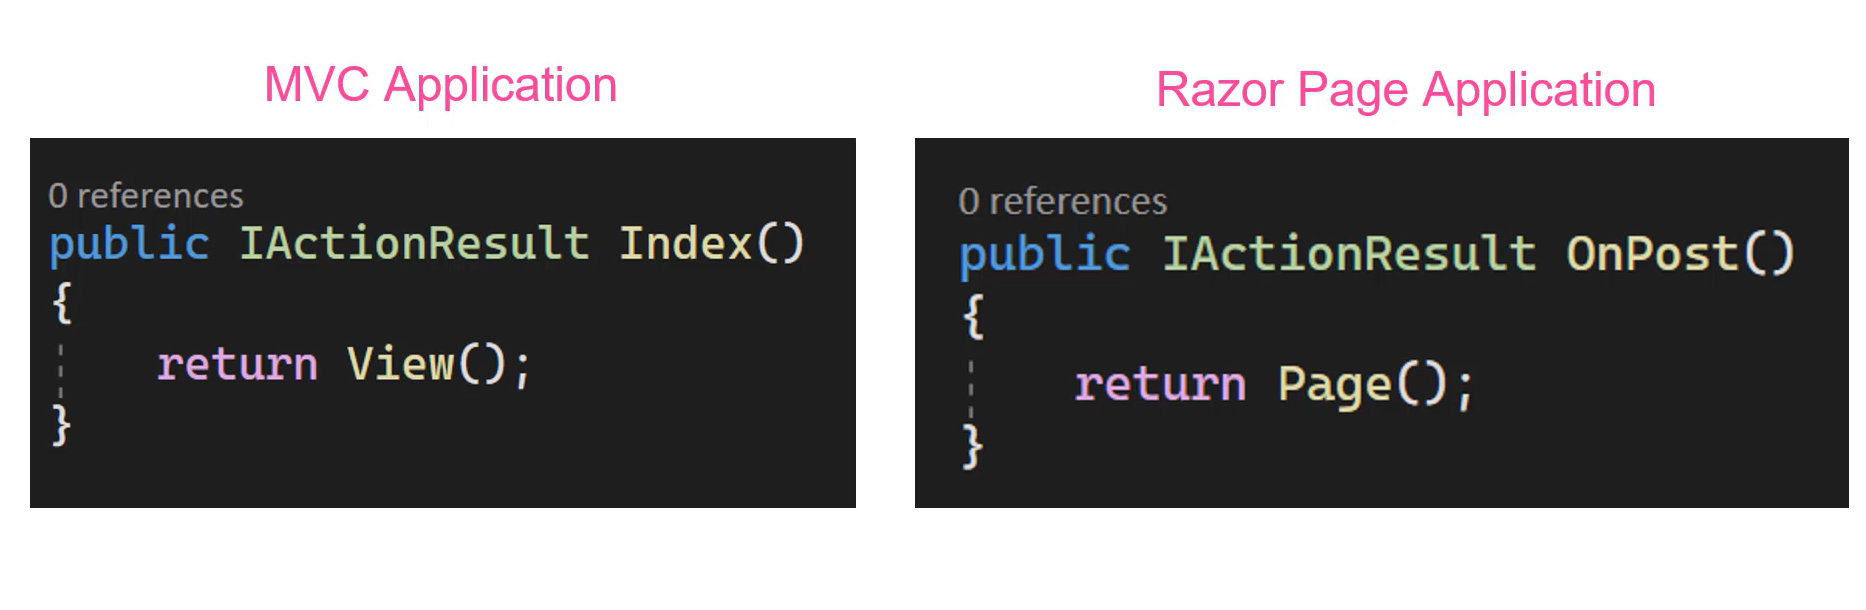 MVC Application
0 references
public IActionResult Index()
{
return View();
}
Razor Page Application
0 references
public IActionResult OnPost()
{
return Page();
}